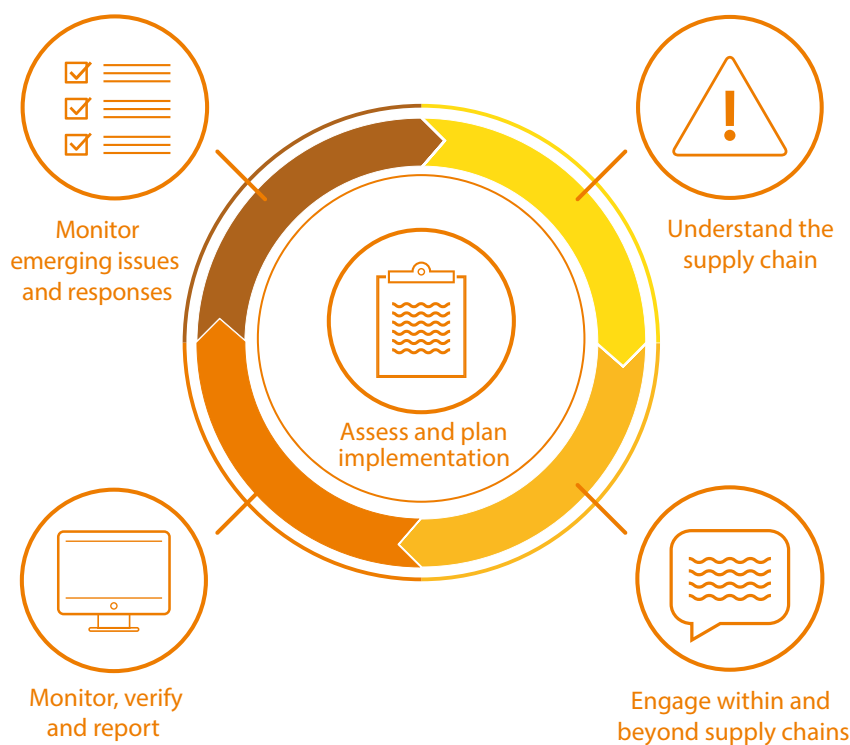 Monitor
emerging issues
and responses
Understand the
supply chain
Assess and plan
implementation
Monitor, verify
and report
Engage within and
beyond supply chains